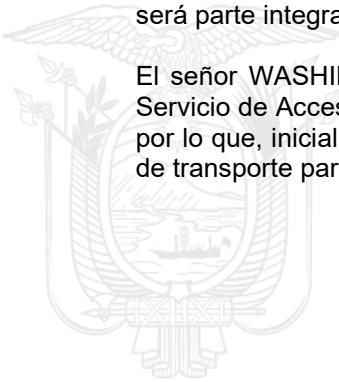 será parte integra
El señor WASHI
Servicio de Acces
por lo que, inicial
de transporte par